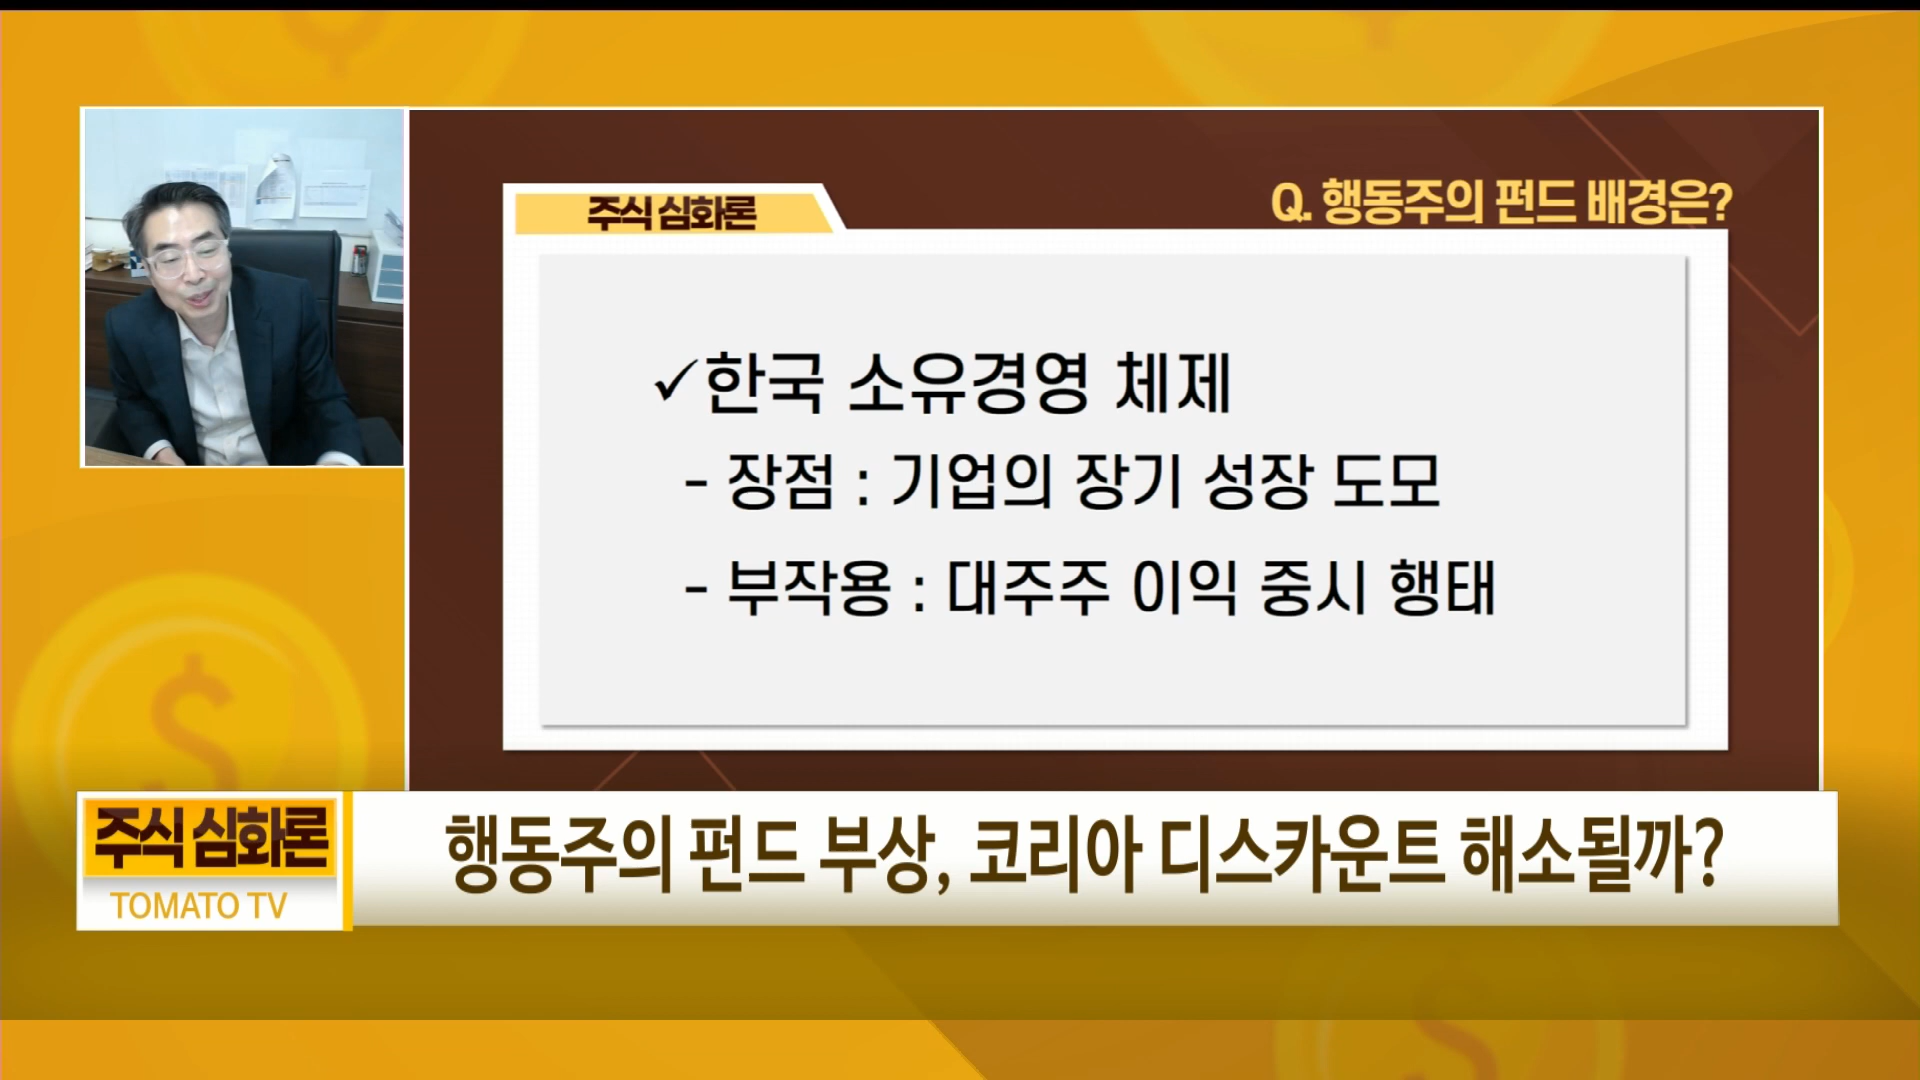 주식 심화론
Q. 행동주의 펀드 배경은?
✓한국 소유경영 체제
- 장점 : 기업의 장기 성장 도모
- 부작용 : 대주주 이익 중시 행태
주식 심화론
TOMATO TV
행동주의 펀드 부상, 코리아 디스카운트 해소될까?